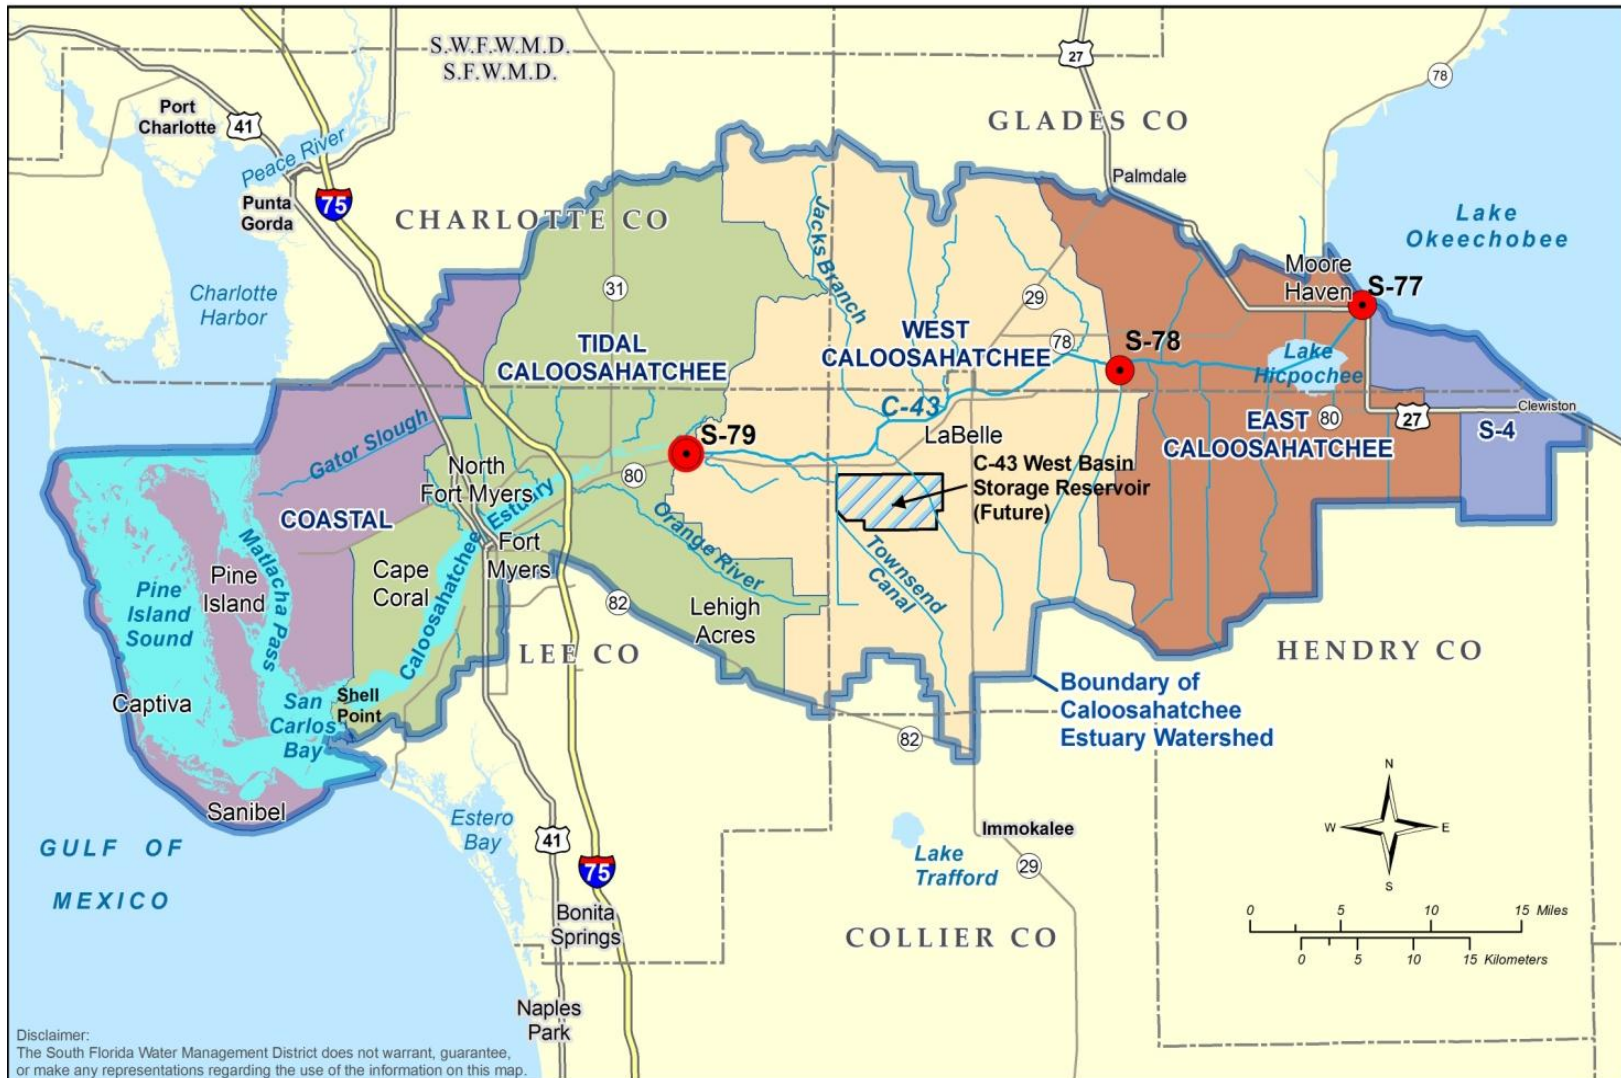 S.W.F.W.M.D.
S.F.W.M.D.
27
78
Port
Charlotte
41
Peace River
GLADES CO
Palmdale
Punta
Gorda
75
CHARLOTTE CO
Jacks Branch
Lake
Okeechobee
Moore
Haven
S-77
Charlotte
Harbor
31
29
TIDAL
CALOOSAHATCHEE
WEST
CALOOSAHATCHEE
78
S-78
Lake
Hicpochee
C-43
Gator Slough
S-79
LaBelle
EAST
CALOOSAHATCHEE
80
27
Clewiston
S-4
North
Fort Myers
80
C-43 West Basin
Storage Reservoir
(Future)
COASTAL
Caloosahatchee Estuary
Orange River
Townsend
Canal
Matlacha Pass
Pine
Island
Pine
Island
Sound
Cape
Coral
Fort
Myers
82
Lehigh
Acres
LEE CO
HENDRY CO
Captiva
San
Carlos
Bay
Shell
Point
Boundary of
Caloosahatchee
Estuary Watershed
82
Sanibel
Estero
Bay
GULF OF
MEXICO
41
75
Immokalee
Lake
Trafford
29
N
W
E
S
Bonita
Springs
COLLIER CO
0 5 10 15 Miles
0 5 10 15 Kilometers
Naples
Park
Disclaimer:
The South Florida Water Management District does not warrant, guarantee,
or make any representations regarding the use of the information on this map.